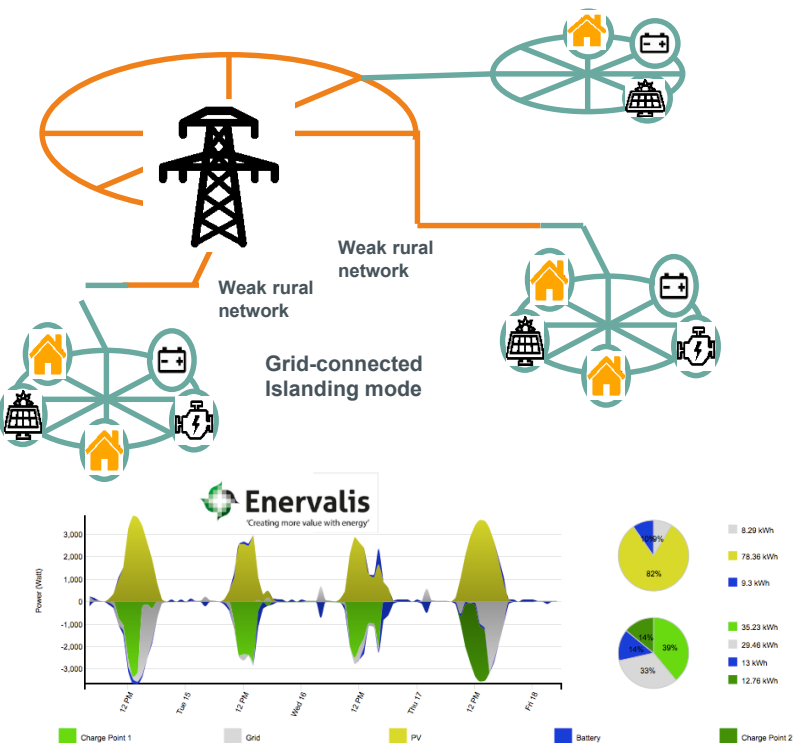 Weak rural
network
Weak rural
network
Grid-connected
Islanding mode
Enervalis
'Creating more value with energy'
Power (Watt)
3,000
2,000
1,000
0
-1,000
-2,000
-3,000
12 PM
Tue 15
12 PM
Wed 16
12 PM
Thu 17
12 PM
Fri 18
10%
9%
82%
8.29 kWh
78.36 kWh
9.3 kWh
14%
39%
14%
33%
35.23 kWh
29.46 kWh
13 kWh
12.76 kWh
Charge Point 1
Grid
PV
Battery
Charge Point 2